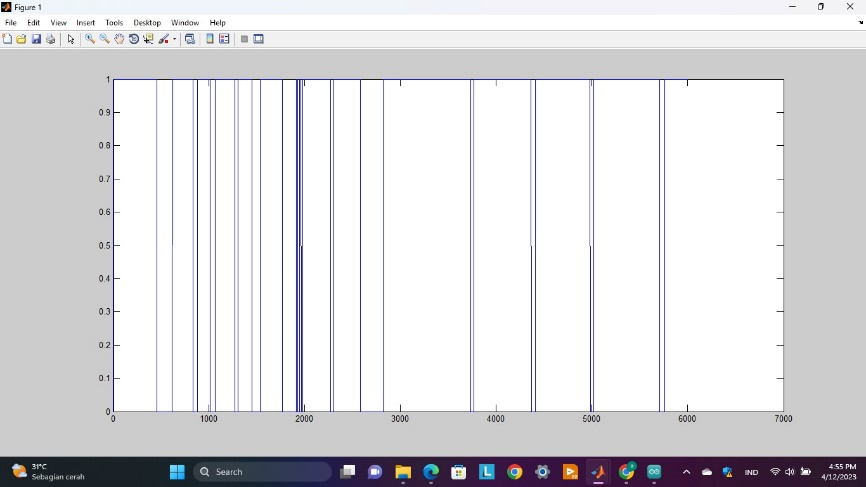 Figure 1
File Edit View Insert Tools Desktop Window Help
1
0.9
0.8
0.7
0.6
0.5
0.4
0.3
0.2
0.1
0
0 1000 2000 3000 4000 5000 6000 7000
31°C
Sebagian cerah
Search
IND
4:55 PM
4/12/2023